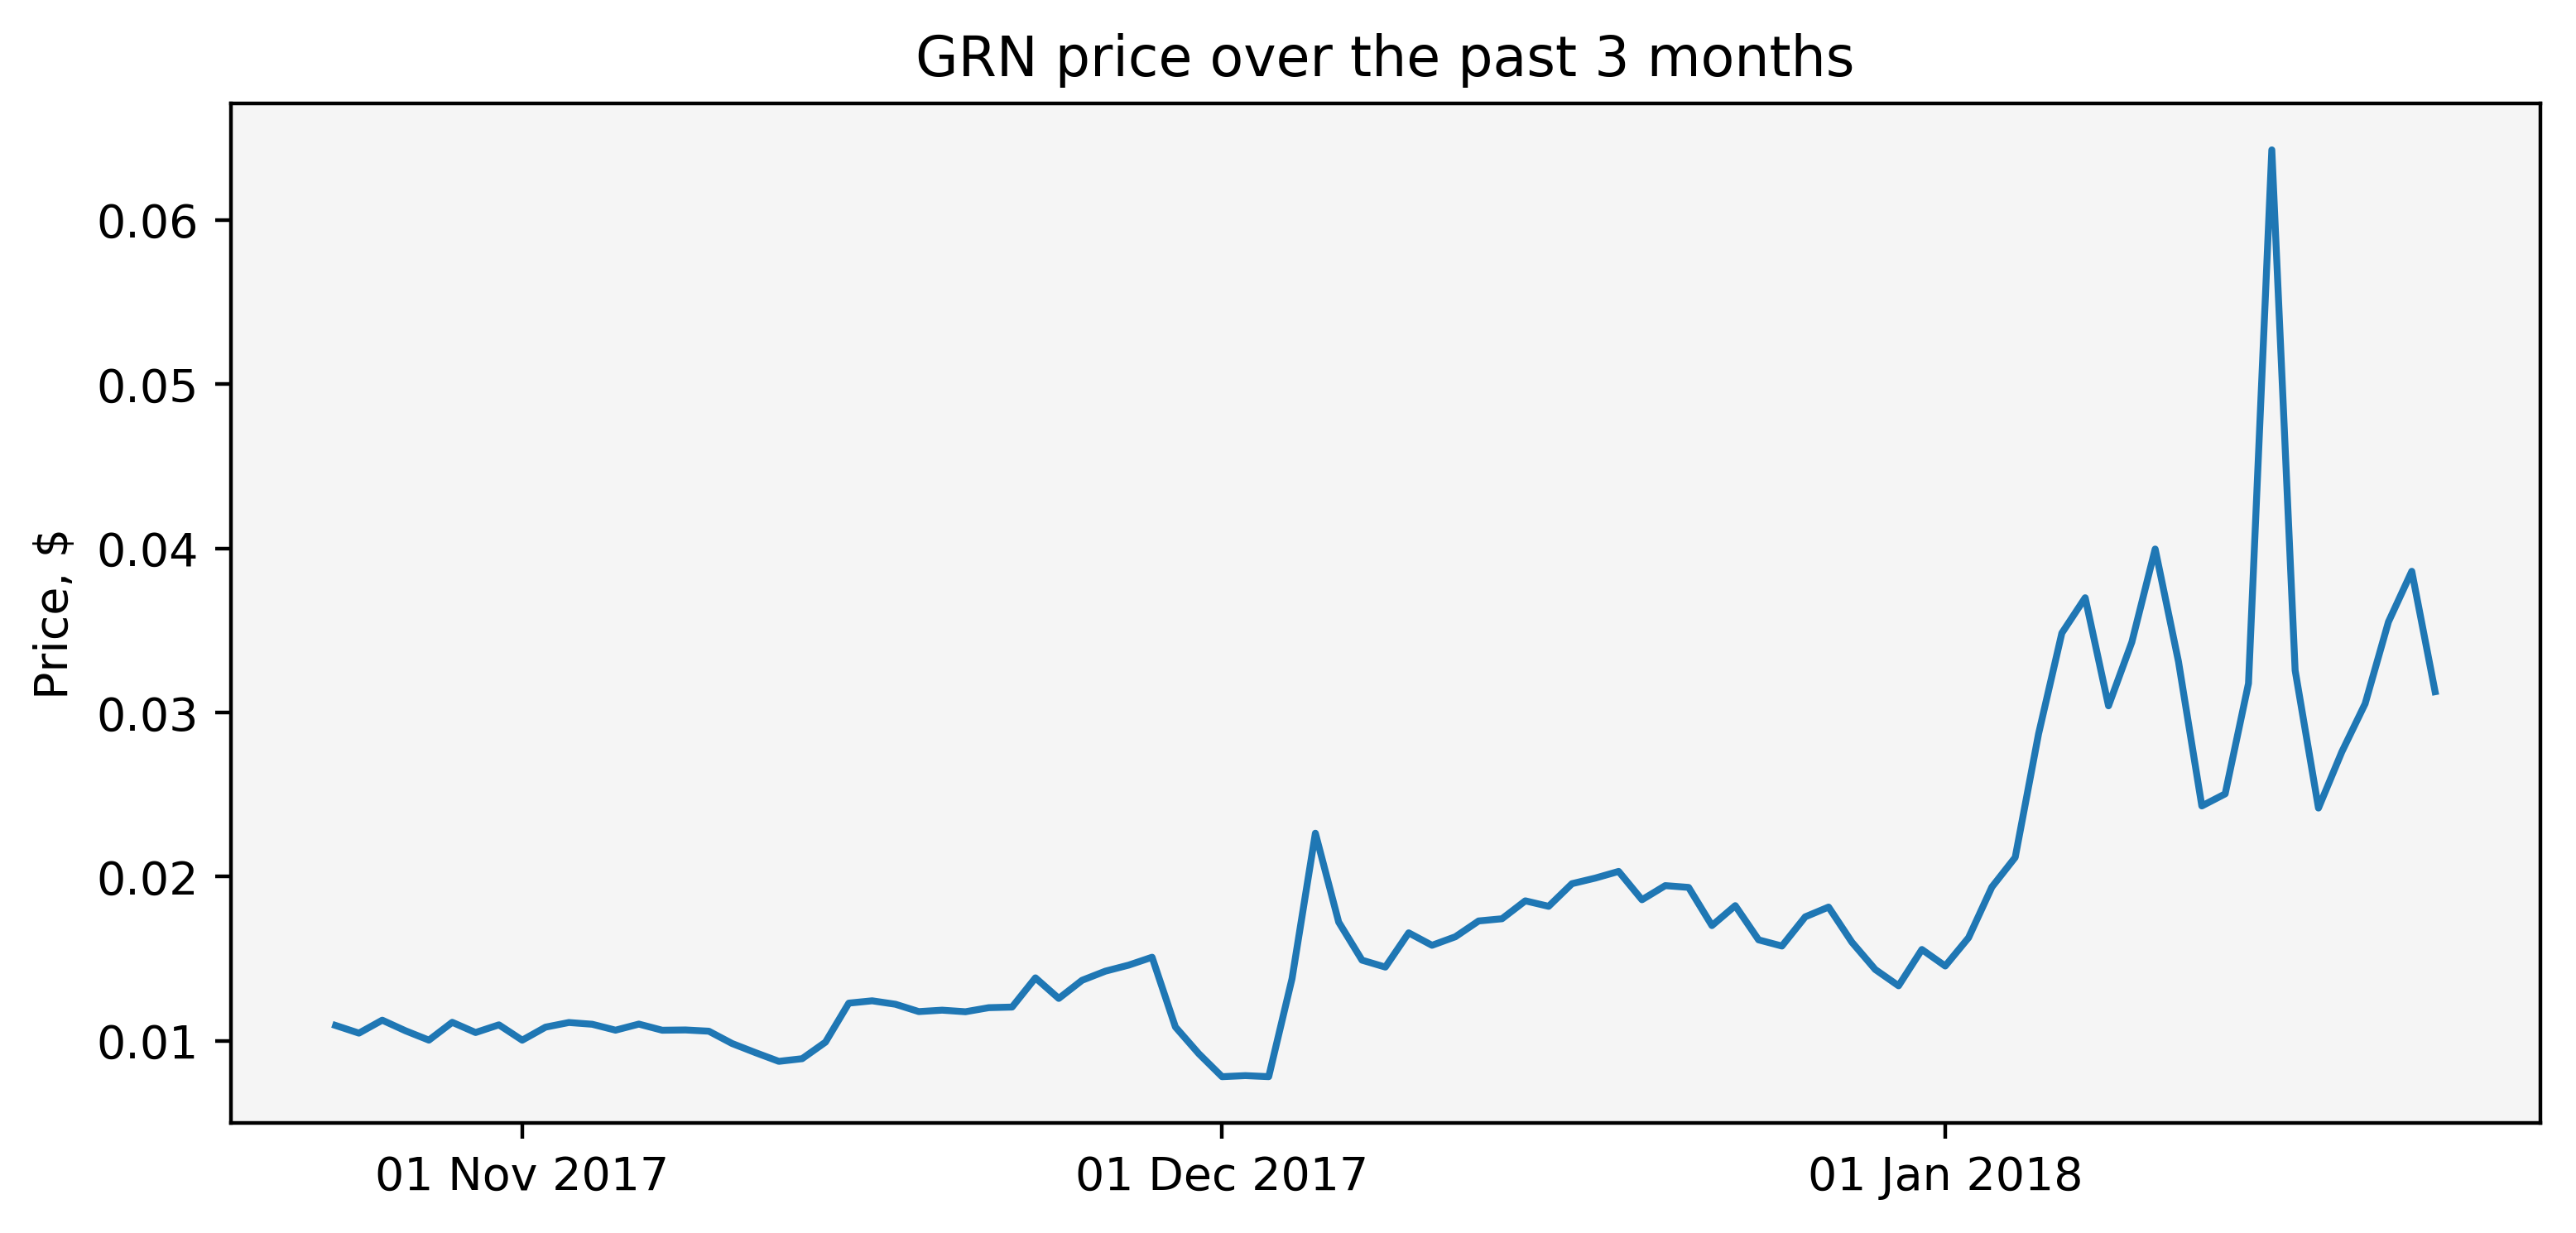 GRN price over the past 3 months
Price, $
0.06
0.05
0.04
0.03
0.02
0.01
01 Nov 2017
01 Dec 2017
01 Jan 2018